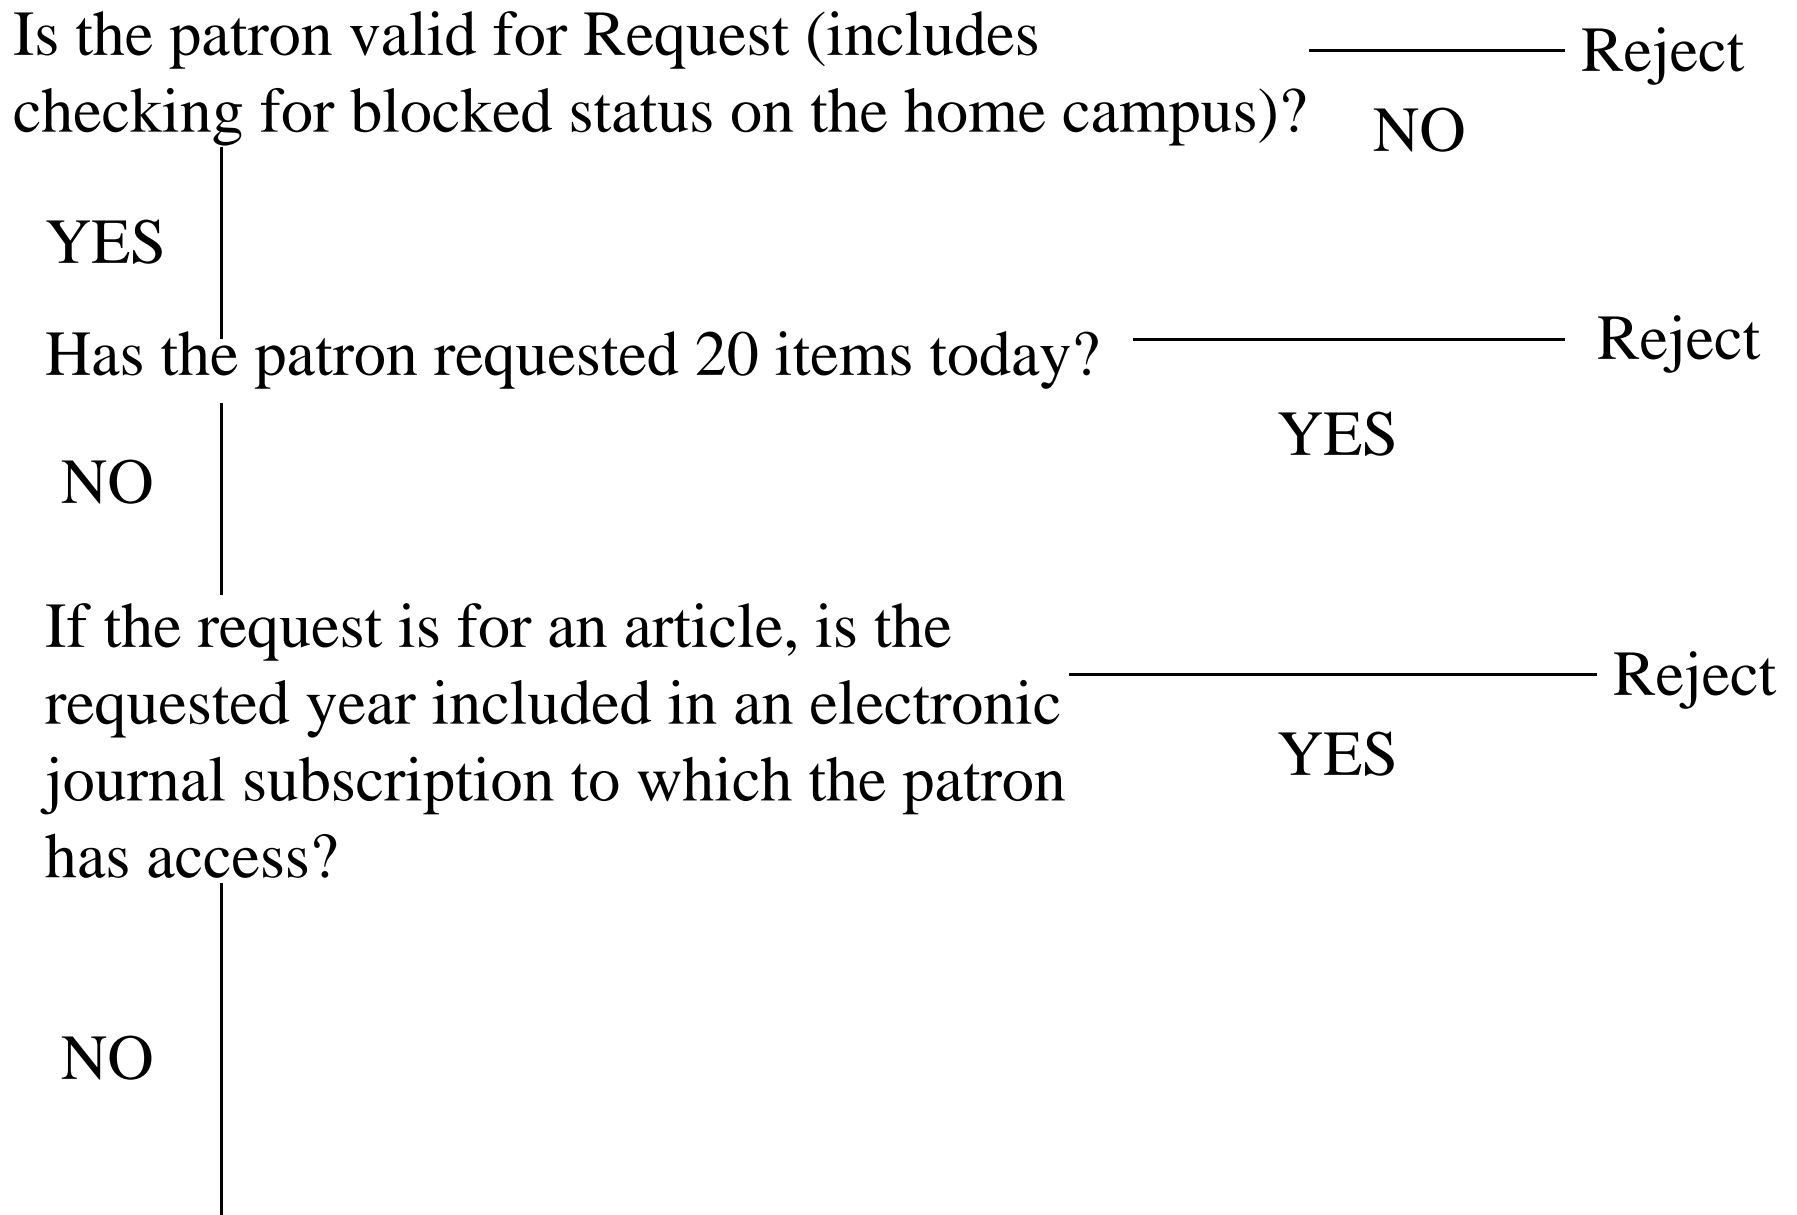 Is the patron valid for Request (includes
checking for blocked status on the home campus)?
Reject
NO
YES
Has the patron requested 20 items today?
Reject
YES
NO
If the request is for an article, is the
requested year included in an electronic
journal subscription to which the patron
has access?
Reject
YES
NO